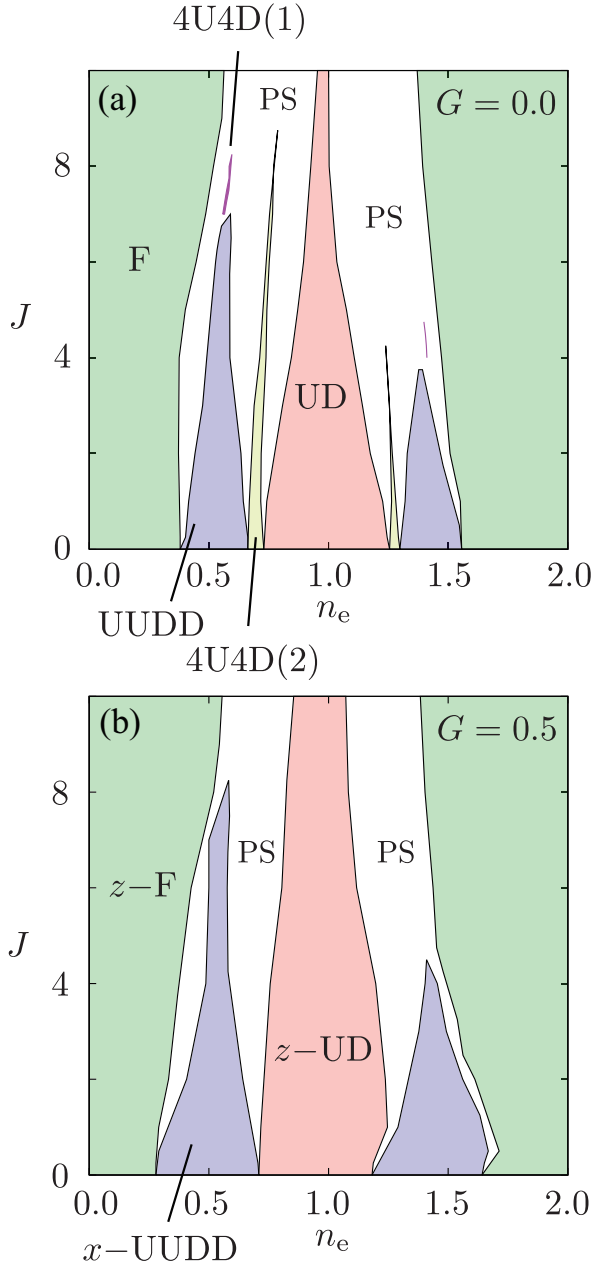 4U4D(1)
(a)
PS
G = 0.0
8
PS
F
J
4
UD
0
0.0 0.5 1.0 1.5 2.0
n_e
UUDD
4U4D(2)
(b)
G = 0.5
8
PS
PS
z−F
J
4
z−UD
0
0.0 0.5 1.0 1.5 2.0
n_e
x−UUDD